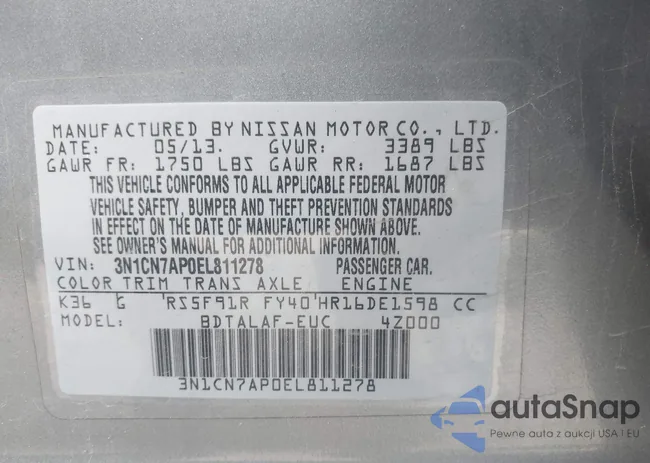 MANUFACTURED BY NISSAN MOTOR CO., LTD.
DATE: 05/13. GVWR: 3389 LBS
GAWR FR: 1750 LBS GAWR RR: 1687 LBS
THIS VEHICLE CONFORMS TO ALL APPLICABLE FEDERAL MOTOR
VEHICLE SAFETY, BUMPER AND THEFT PREVENTION STANDARDS
IN EFFECT ON THE DATE OF MANUFACTURE SHOWN ABOVE.
SEE OWNER'S MANUAL FOR ADDITIONAL INFORMATION.
VIN: 3N1CN7AP0EL811278 PASSENGER CAR.
COLOR TRIM TRANS AXLE ENGINE
K36 G RS5F91R FY40 HR16DE1598 CC
MODEL: BDTALAF-EUC 4Z000
3N1CN7AP0EL811278
autaSnap
Pewne auta z aukcji USA I EU